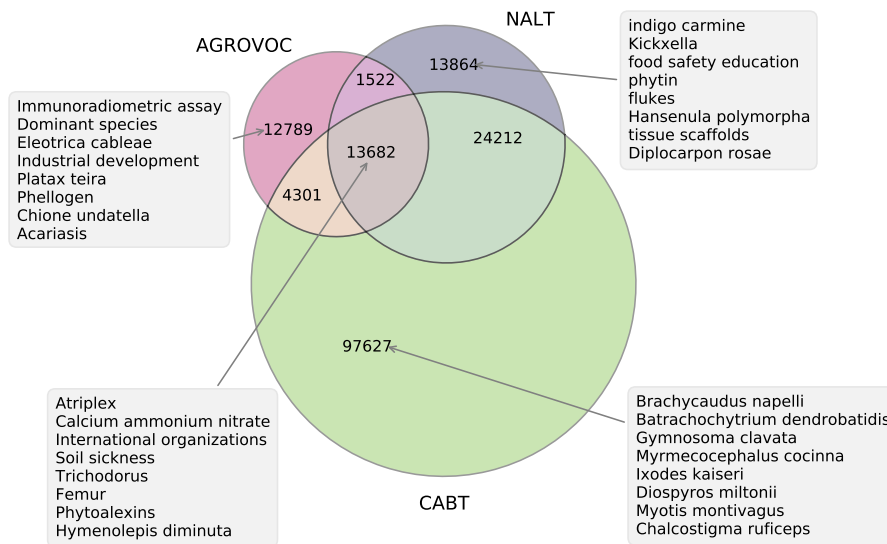 NALT
AGROVOC
indigo carmine
Kickxella
food safety education
phytin
flukes
Hansenula polymorpha
tissue scaffolds
Diplocarpon rosae
13864
1522
Immunoradiometric assay
Dominant species
Eleotrica cableae
Industrial development
Platax teira
Phellogen
Chione undatella
Acariasis
12789
24212
13682
4301
97627
Atriplex
Calcium ammonium nitrate
International organizations
Soil sickness
Trichodorus
Femur
Phytoalexins
Hymenolepis diminuta
Brachycaudus napelli
Batrachochytrium dendrobatidis
Gymnosoma clavata
Myrmecocephalus cocinna
Ixodes kaiseri
Diospyros miltonii
Myotis montivagus
Chalcostigma ruficeps
CABT